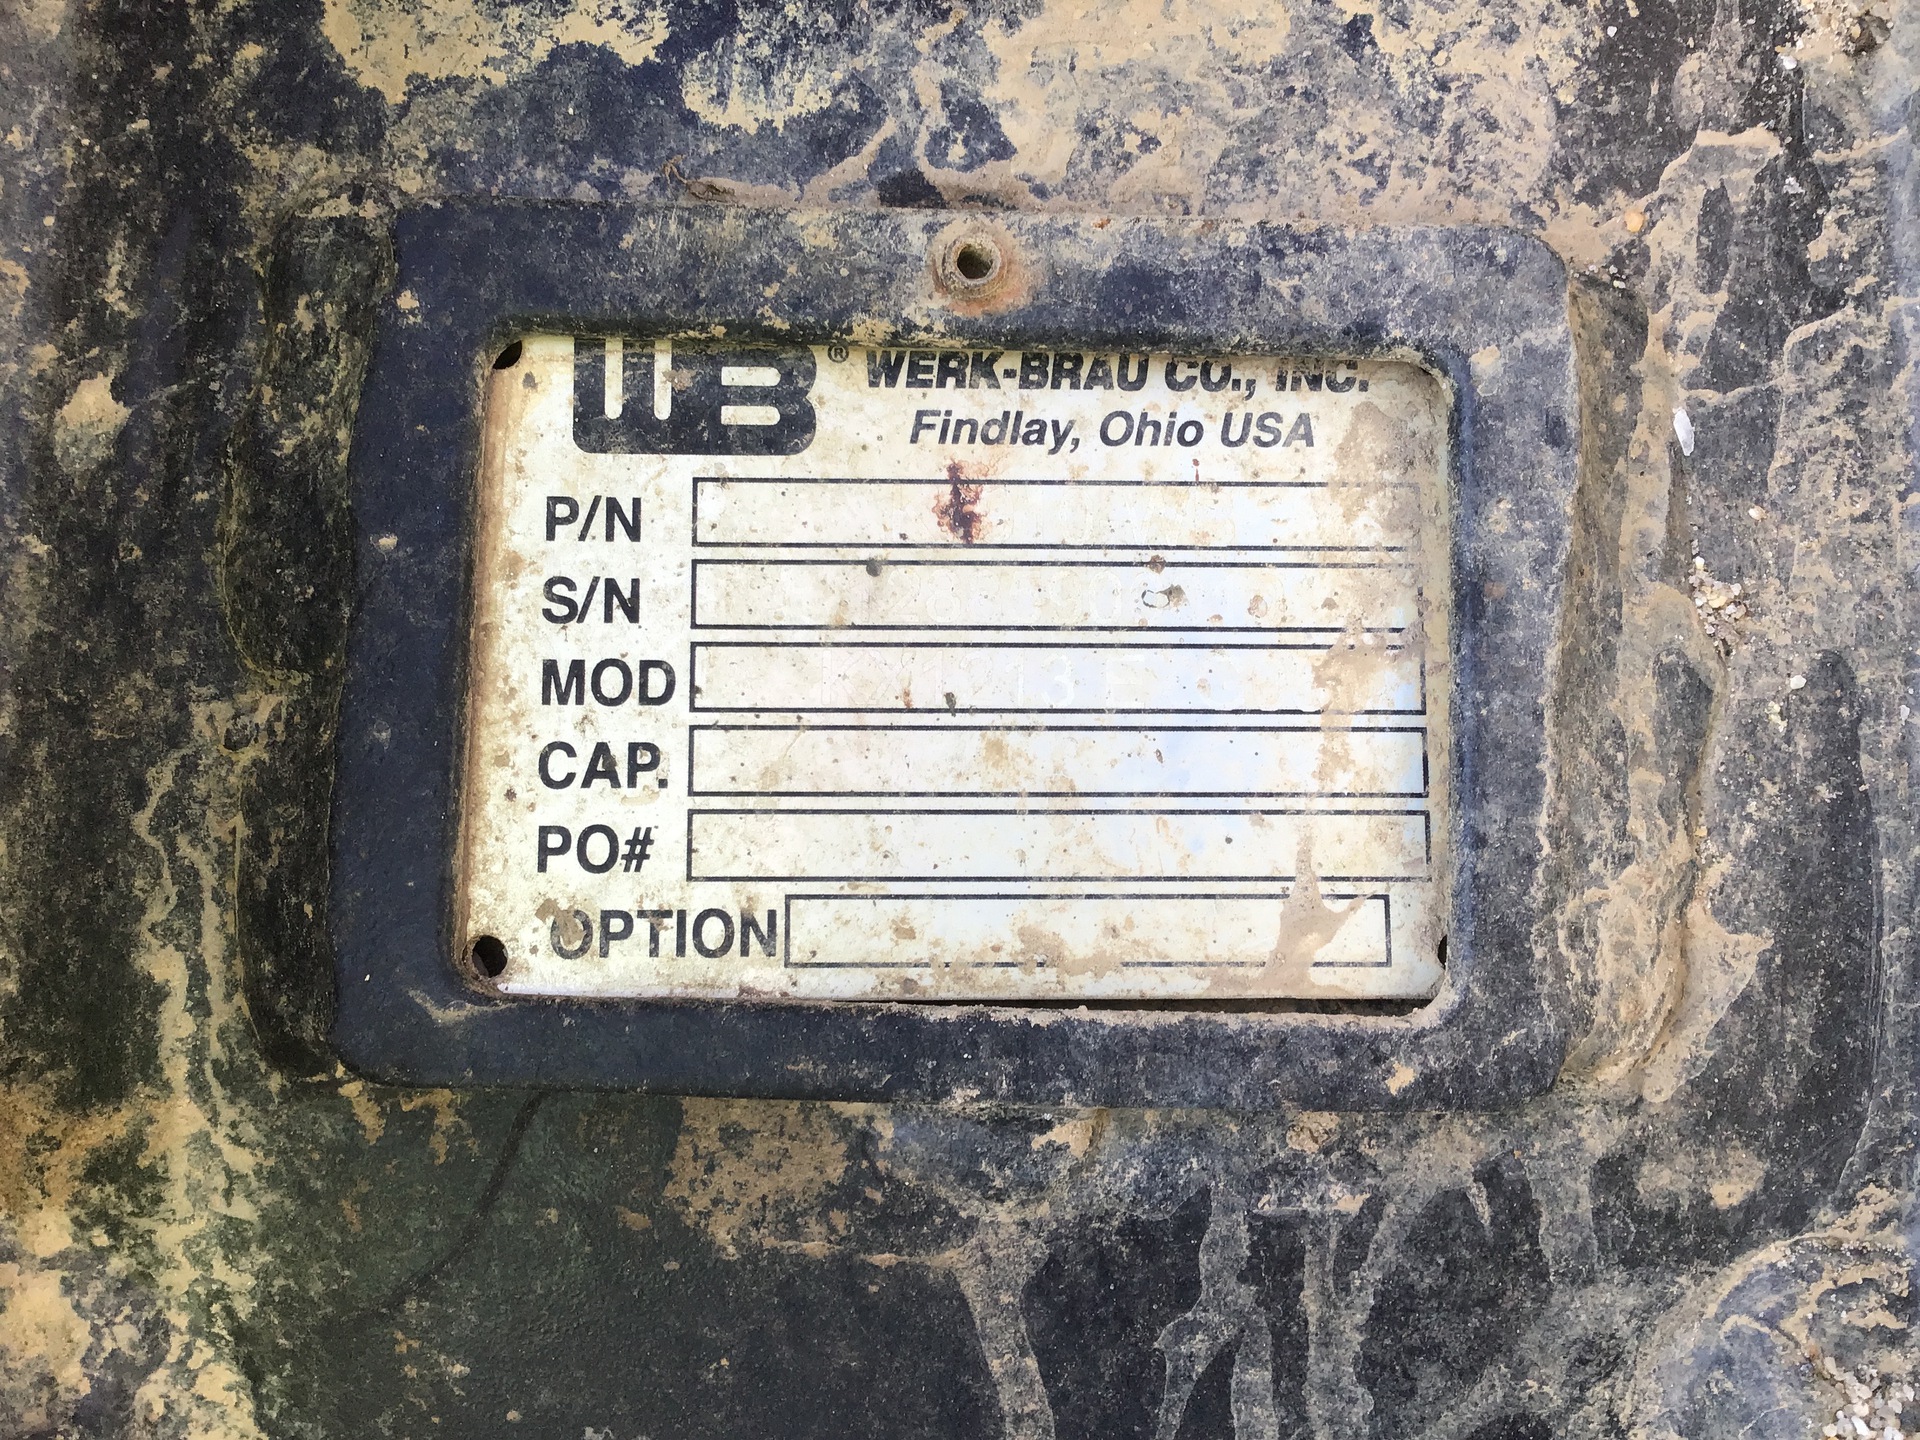 WB ® WERK-BRAU CO., INC.
Findlay, Ohio USA
P/N
S/N
MOD
CAP.
PO#
OPTION